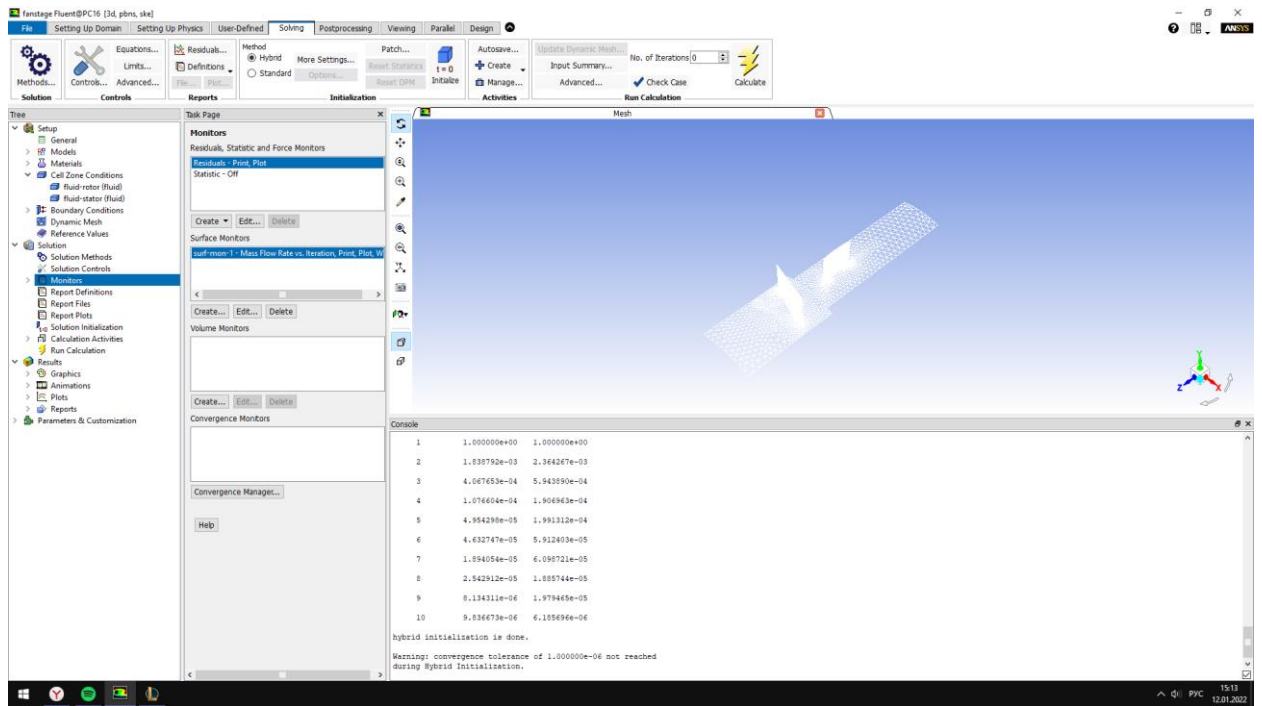 fanstage Fluent@PC16 [3d, pbns, ske]
File Setting Up Domain Setting Up Physics User-Defined Solving Postprocessing Viewing Parallel Design ANSYS
Methods...
Solution
Controls... Equations... Limits... Advanced...
Controls
Residuals...
Definitions
File... Plot...
Reports
Method
Hybrid
Standard
More Settings...
Options...
Patch...
Reset Statistics
Reset DPM
t = 0
Initialize
Initialization
Autosave...
Create
Manage...
Activities
Update Dynamic Mesh...
Input Summary...
Advanced...
No. of Iterations 0
Check Case
Calculate
Run Calculation
Tree
Setup
General
Models
Materials
Cell Zone Conditions
fluid-rotor (fluid)
fluid-stator (fluid)
Boundary Conditions
Dynamic Mesh
Reference Values
Solution
Solution Methods
Solution Controls
Monitors
Report Definitions
Report Files
Report Plots
Solution Initialization
Calculation Activities
Run Calculation
Results
Graphics
Animations
Plots
Reports
Parameters & Customization
Task Page
Monitors
Residuals, Statistic and Force Monitors
Residuals - Print, Plot
Statistic - Off
Create Edit... Delete
Surface Monitors
surf-mon-1 - Mass Flow Rate vs. Iteration, Print, Plot, W
Create... Edit... Delete
Volume Monitors
Create... Edit... Delete
Convergence Monitors
Convergence Manager...
Help
Mesh
Y
Z X
Console
1 1.000000e+00 1.000000e+00
2 1.838792e-03 2.364267e-03
3 4.067653e-04 5.943890e-04
4 1.076604e-04 1.906963e-04
5 4.954298e-05 1.991312e-04
6 4.632747e-05 5.912403e-05
7 1.894054e-05 6.098721e-05
8 2.542912e-05 1.885744e-05
9 8.134311e-06 1.979465e-05
10 9.836673e-06 6.185696e-06
hybrid initialization is done.
Warning: convergence tolerance of 1.000000e-06 not reached
during Hybrid Initialization.
РУС
15:13
12.01.2022